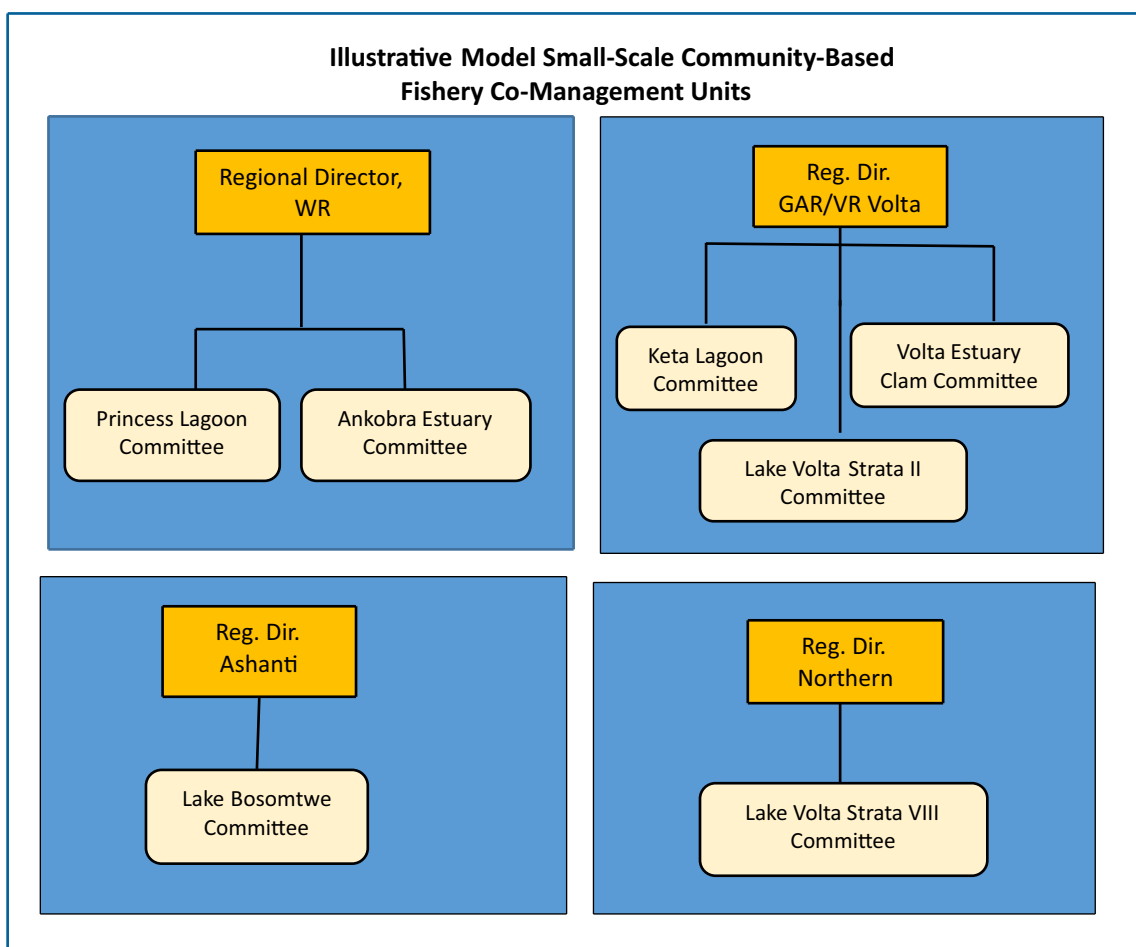 Illustrative Model Small-Scale Community-Based
Fishery Co-Management Units
Regional Director,
WR
Princess Lagoon
Committee
Ankobra Estuary
Committee
Reg. Dir.
GAR/VR Volta
Keta Lagoon
Committee
Volta Estuary
Clam Committee
Lake Volta Strata II
Committee
Reg. Dir.
Ashanti
Lake Bosomtwe
Committee
Reg. Dir.
Northern
Lake Volta Strata VIII
Committee